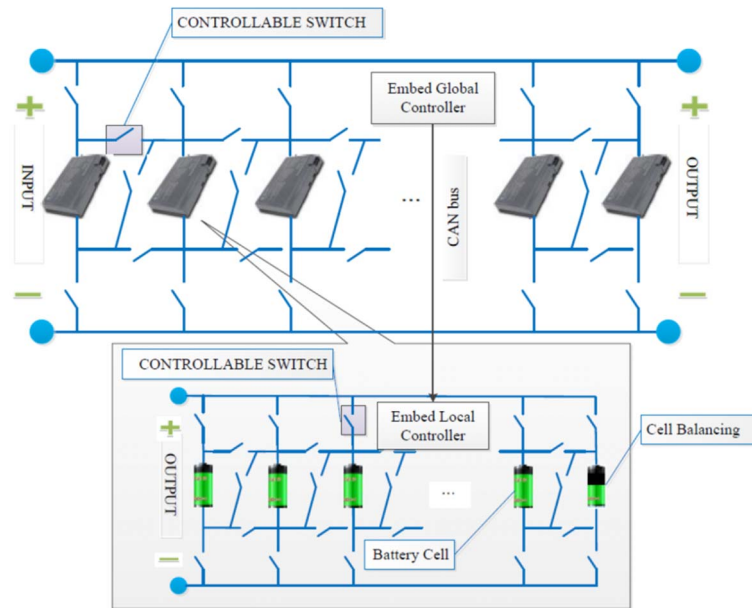 CONTROLLABLE SWITCH
Embed Global
Controller
INPUT
...
CAN bus
OUTPUT
CONTROLLABLE SWITCH
Embed Local
Controller
Cell Balancing
OUTPUT
...
Battery Cell